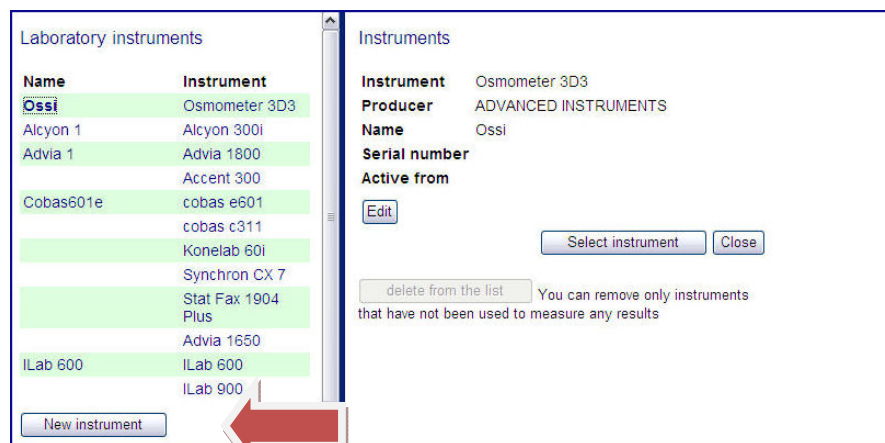 Laboratory instruments
Name Instrument
Ossi Osmometer 3D3
Alcyon 1 Alcyon 300i
Advia 1 Advia 1800
Accent 300
Cobas601e cobas e601
cobas c311
Konelab 60i
Synchron CX 7
Stat Fax 1904
Plus
Advia 1650
ILab 600 ILab 600
ILab 900
New instrument
Instruments
Instrument Osmometer 3D3
Producer ADVANCED INSTRUMENTS
Name Ossi
Serial number
Active from
Edit
Select instrument Close
delete from the list You can remove only instruments
that have not been used to measure any results